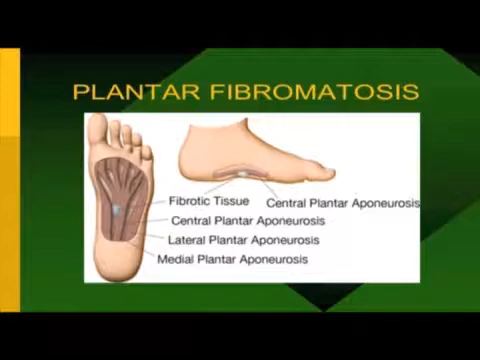 PLANTAR FIBROMATOSIS
Fibrotic Tissue
Central Plantar Aponeurosis
Central Plantar Aponeurosis
Lateral Plantar Aponeurosis
Medial Plantar Aponeurosis